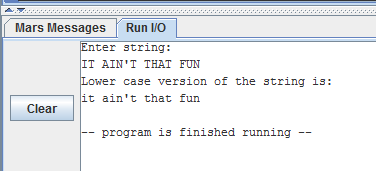 Mars Messages Run I/O
Enter string:
IT AIN'T THAT FUN
Lower case version of the string is:
it ain't that fun
Clear
-- program is finished running --